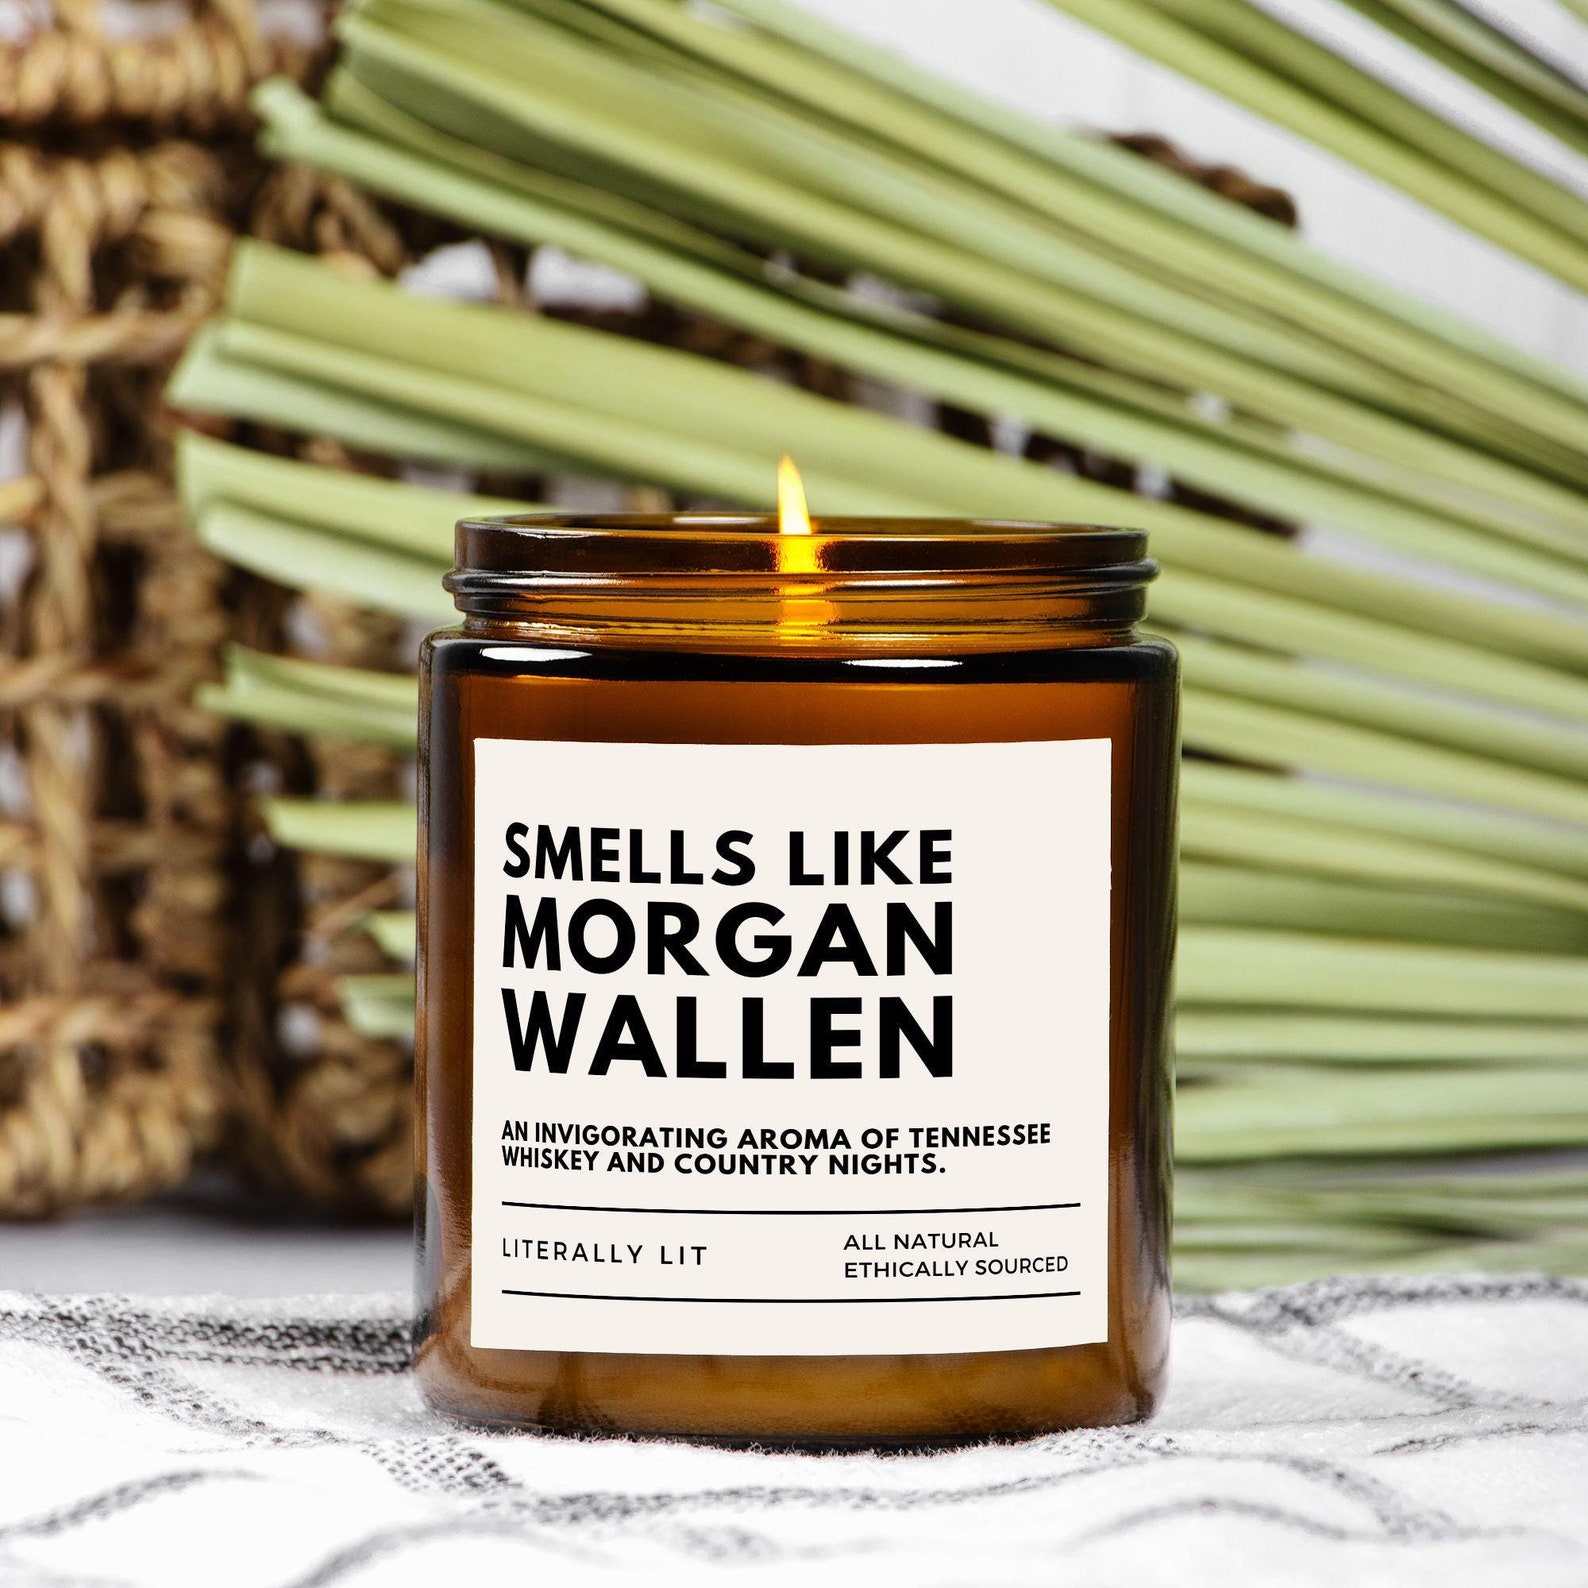 SMELLS LIKE
MORGAN
WALLEN
AN INVIGORATING AROMA OF TENNESSEE
WHISKEY AND COUNTRY NIGHTS.
LITERALLY LIT
ALL NATURAL
ETHICALLY SOURCED